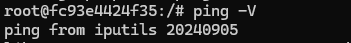 root@fc93e4424f35:/# ping -V
ping from iputils 20240905